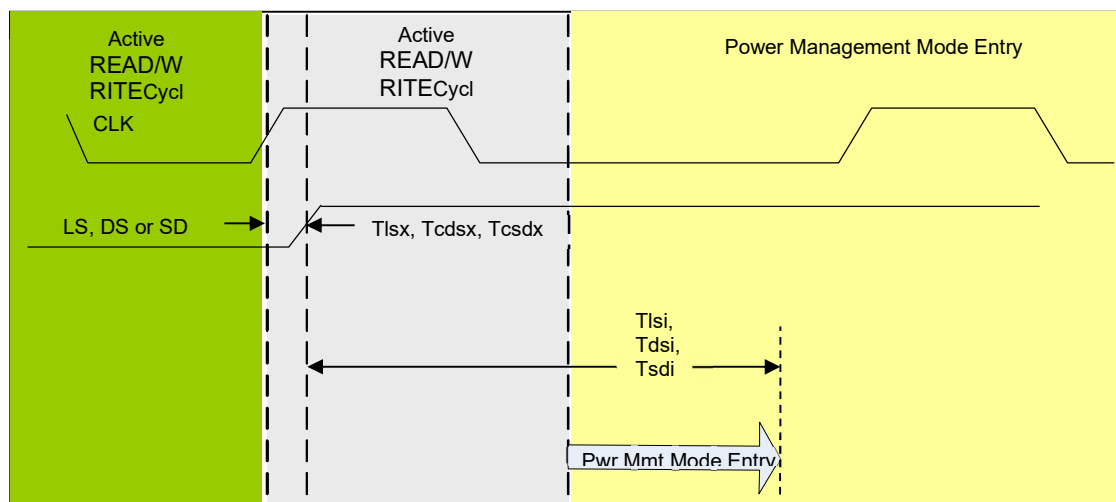 Active
READ/W
RITECycl
CLK
Active
READ/W
RITECycl
Power Management Mode Entry
LS, DS or SD
Tlsx, Tcdsx, Tcsdx
Tlsi,
Tdsi,
Tsdi
Pwr Mmt Mode Entry